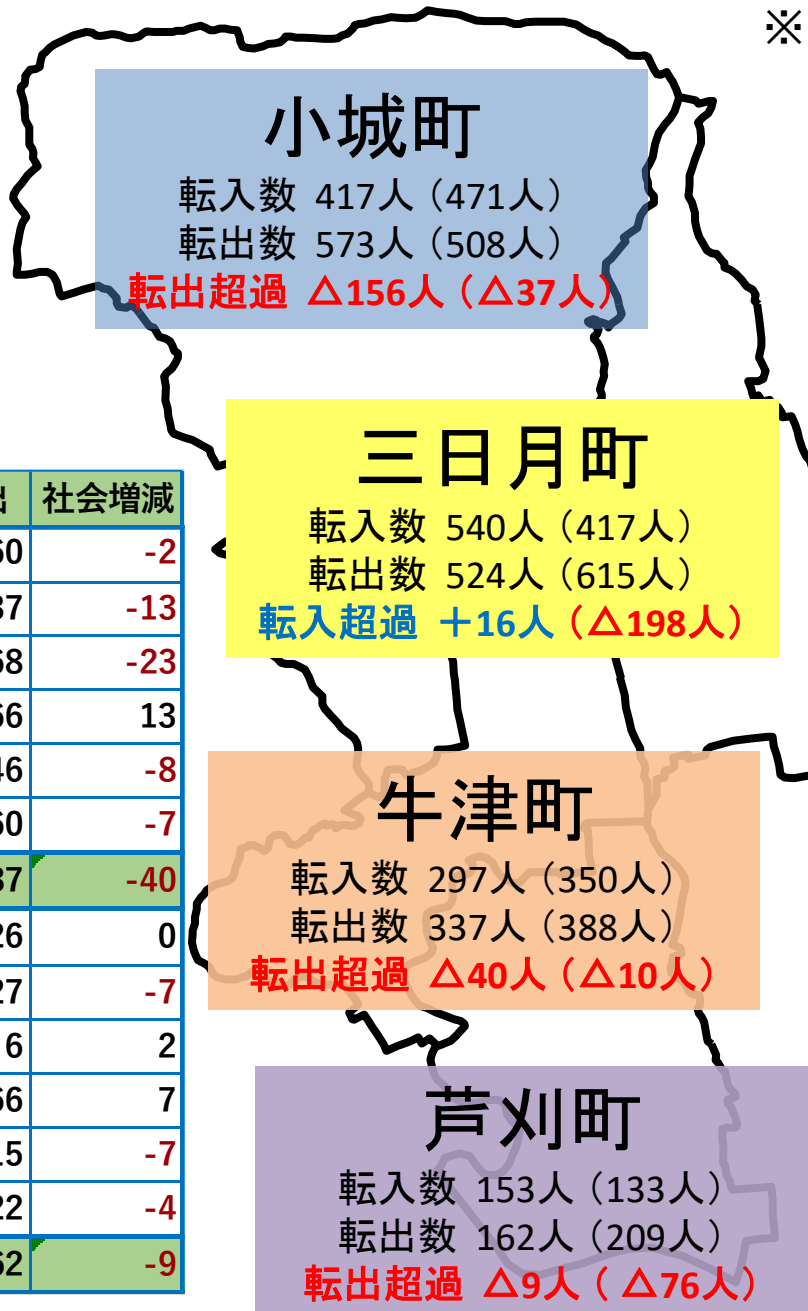 ※
小城町
転入数 417人（471人）
転出数 573人（508人）
転出超過 △156人（△37人）
三日月町
転入数 540人（417人）
転出数 524人（615人）
転入超過 ＋16人（△198人）
牛津町
転入数 297人（350人）
転出数 337人（388人）
転出超過 △40人（△10人）
芦刈町
転入数 153人（133人）
転出数 162人（209人）
転出超過 △9人（ △76人）
社会増減
-2
-13
-23
13
-8
-7
-40
0
-7
6 2
7
-7
-4
-9